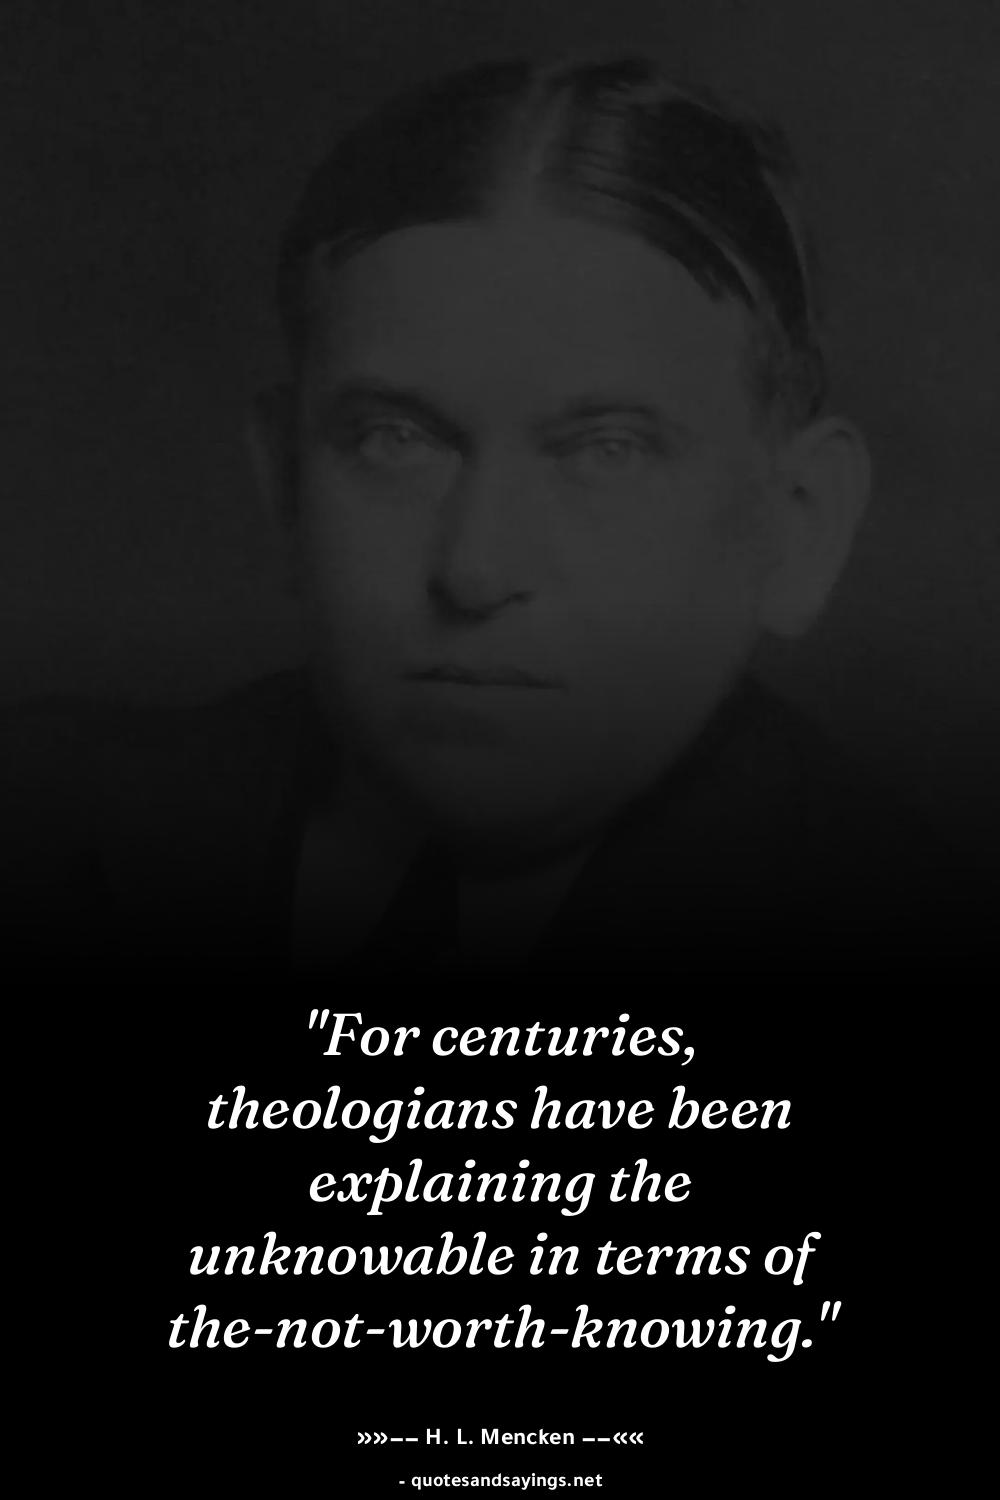 "For centuries,
theologians have been
explaining the
unknowable in terms of
the-not-worth-knowing."
»»−− H. L. Mencken −−««
- quotesandsayings.net